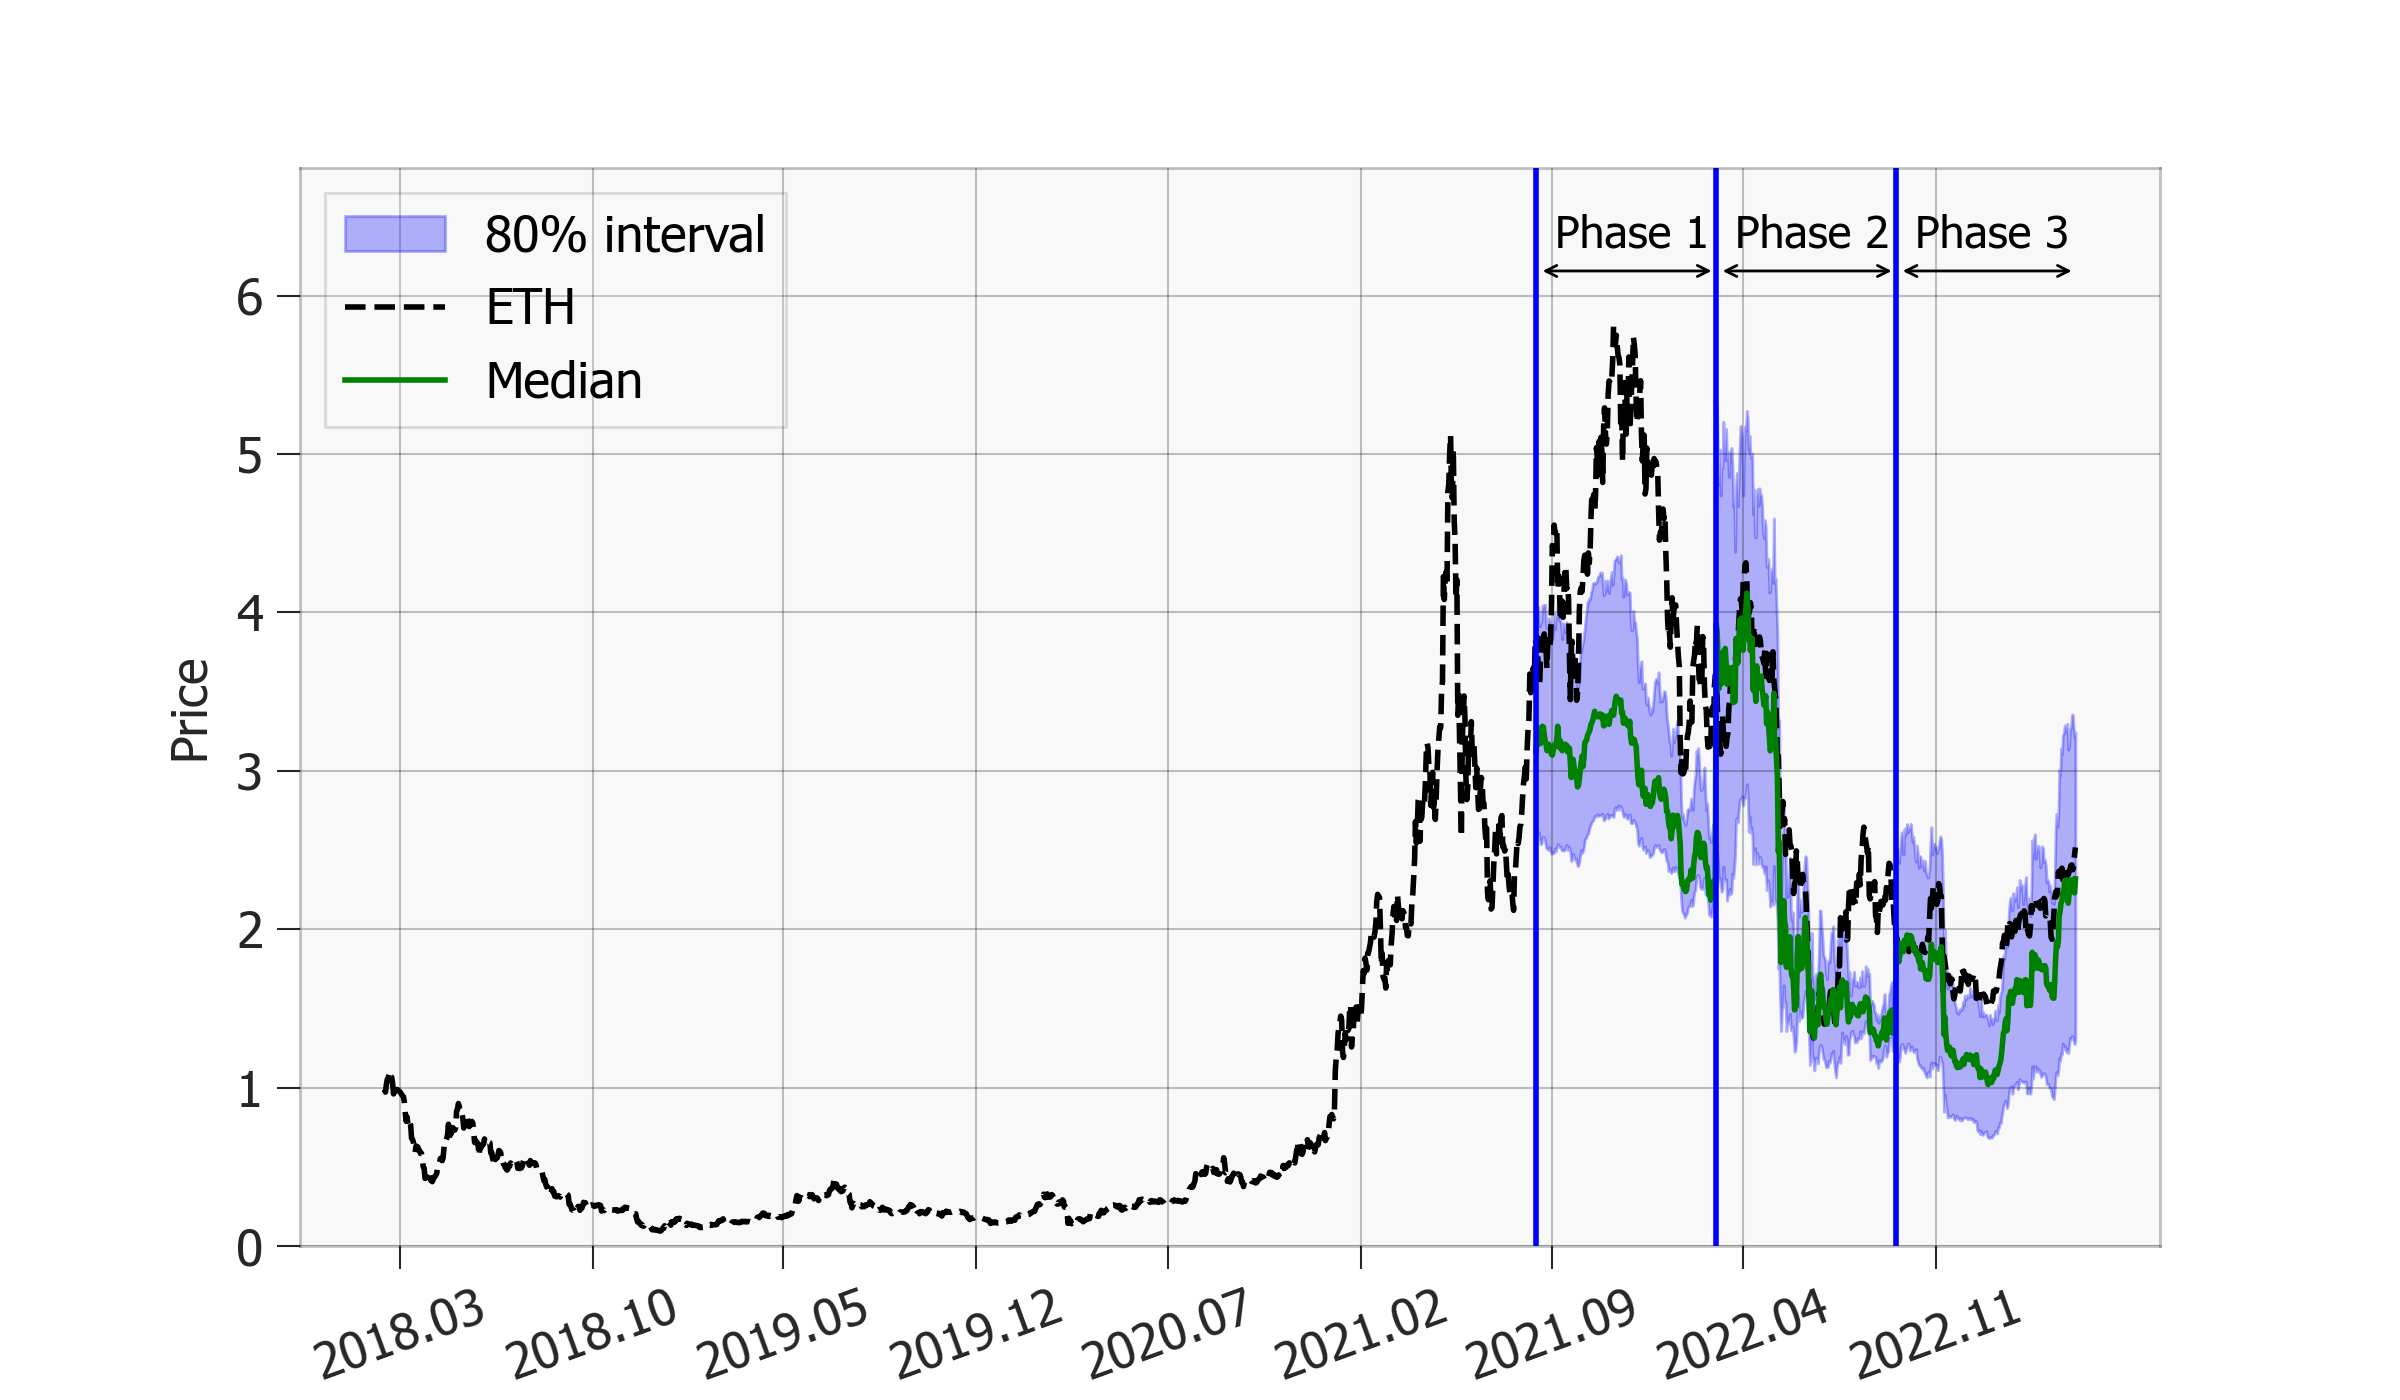 80% interval
ETH
Median
Phase 1
Phase 2
Phase 3
6
5
4
3
2
1
0
Price
2018.03
2018.10
2019.05
2019.12
2020.07
2021.02
2021.09
2022.04
2022.11